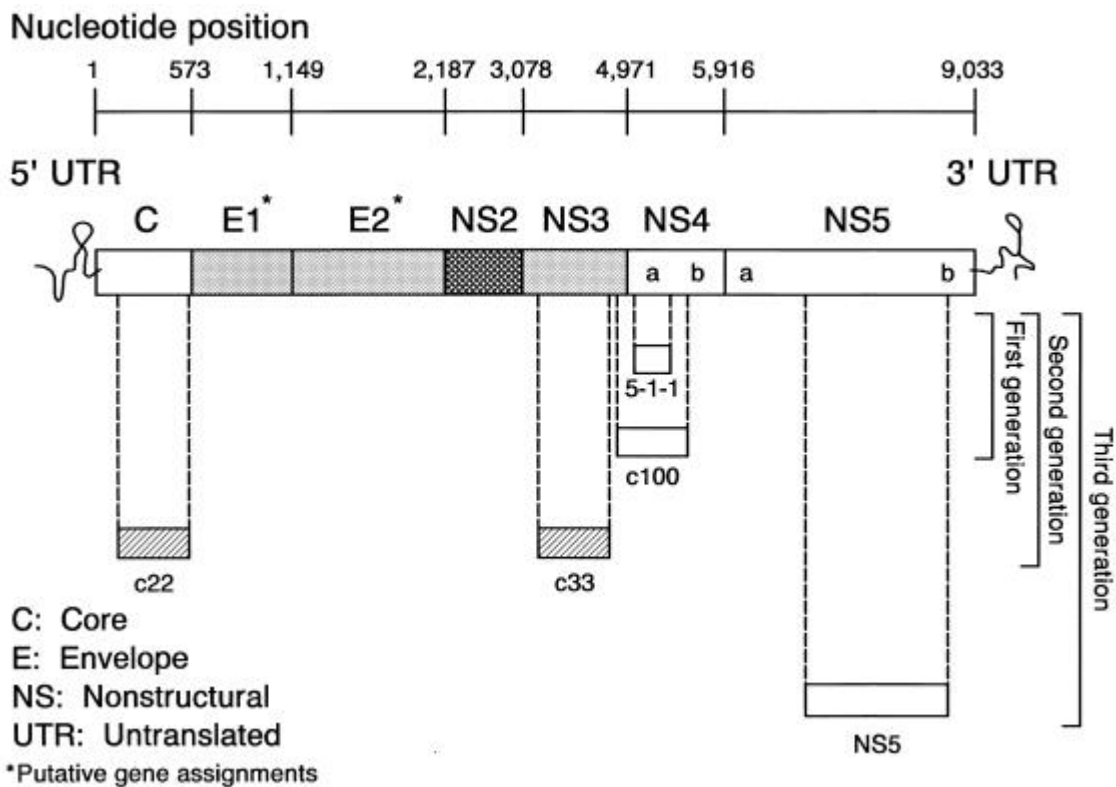 Nucleotide position
1 573 1,149 2,187 3,078 4,971 5,916 9,033
5' UTR 3' UTR
C E1* E2* NS2 NS3 NS4 NS5
a b a b
5-1-1
c100
c22 c33
NS5
First generation
Second generation
Third generation
C: Core
E: Envelope
NS: Nonstructural
UTR: Untranslated
*Putative gene assignments